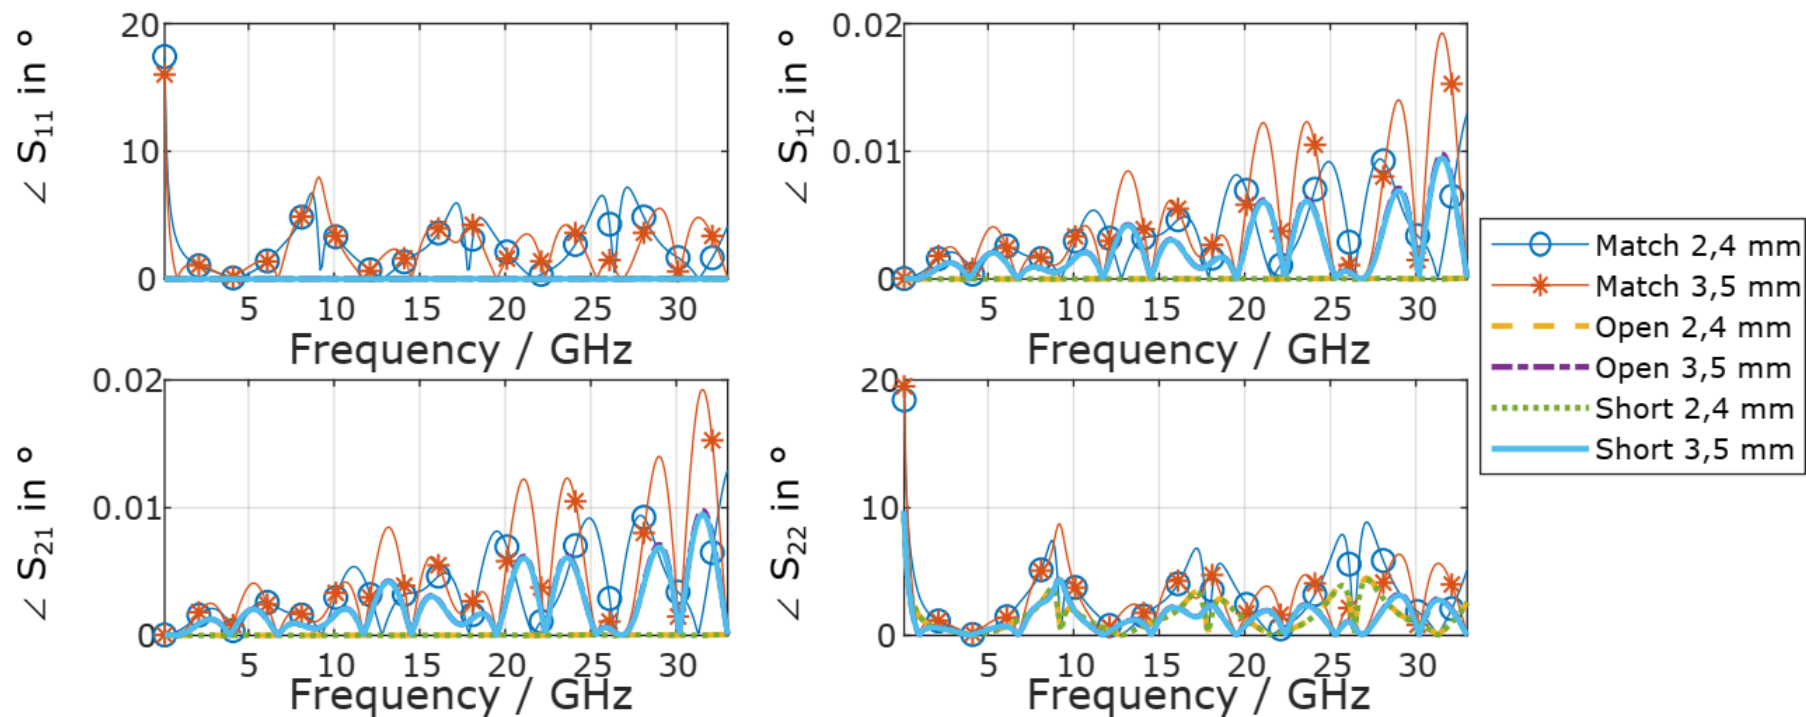 20
10
0
∠ S11 in °
5 10 15 20 25 30
Frequency / GHz
0.02
0.01
0
∠ S12 in °
5 10 15 20 25 30
Frequency / GHz
Match 2,4 mm
Match 3,5 mm
Open 2,4 mm
Open 3,5 mm
Short 2,4 mm
Short 3,5 mm
0.02
0.01
0
∠ S21 in °
5 10 15 20 25 30
Frequency / GHz
20
10
0
∠ S22 in °
5 10 15 20 25 30
Frequency / GHz